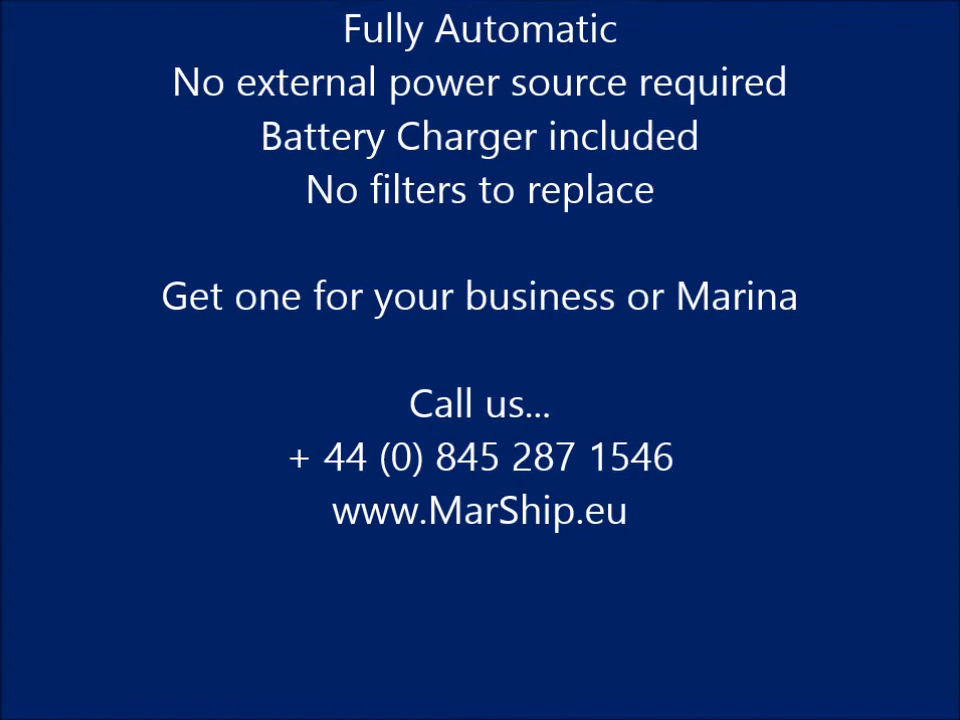 Fully Automatic
No external power source required
Battery Charger included
No filters to replace
Get one for your business or Marina
Call us...
+ 44 (0) 845 287 1546
www.MarShip.eu